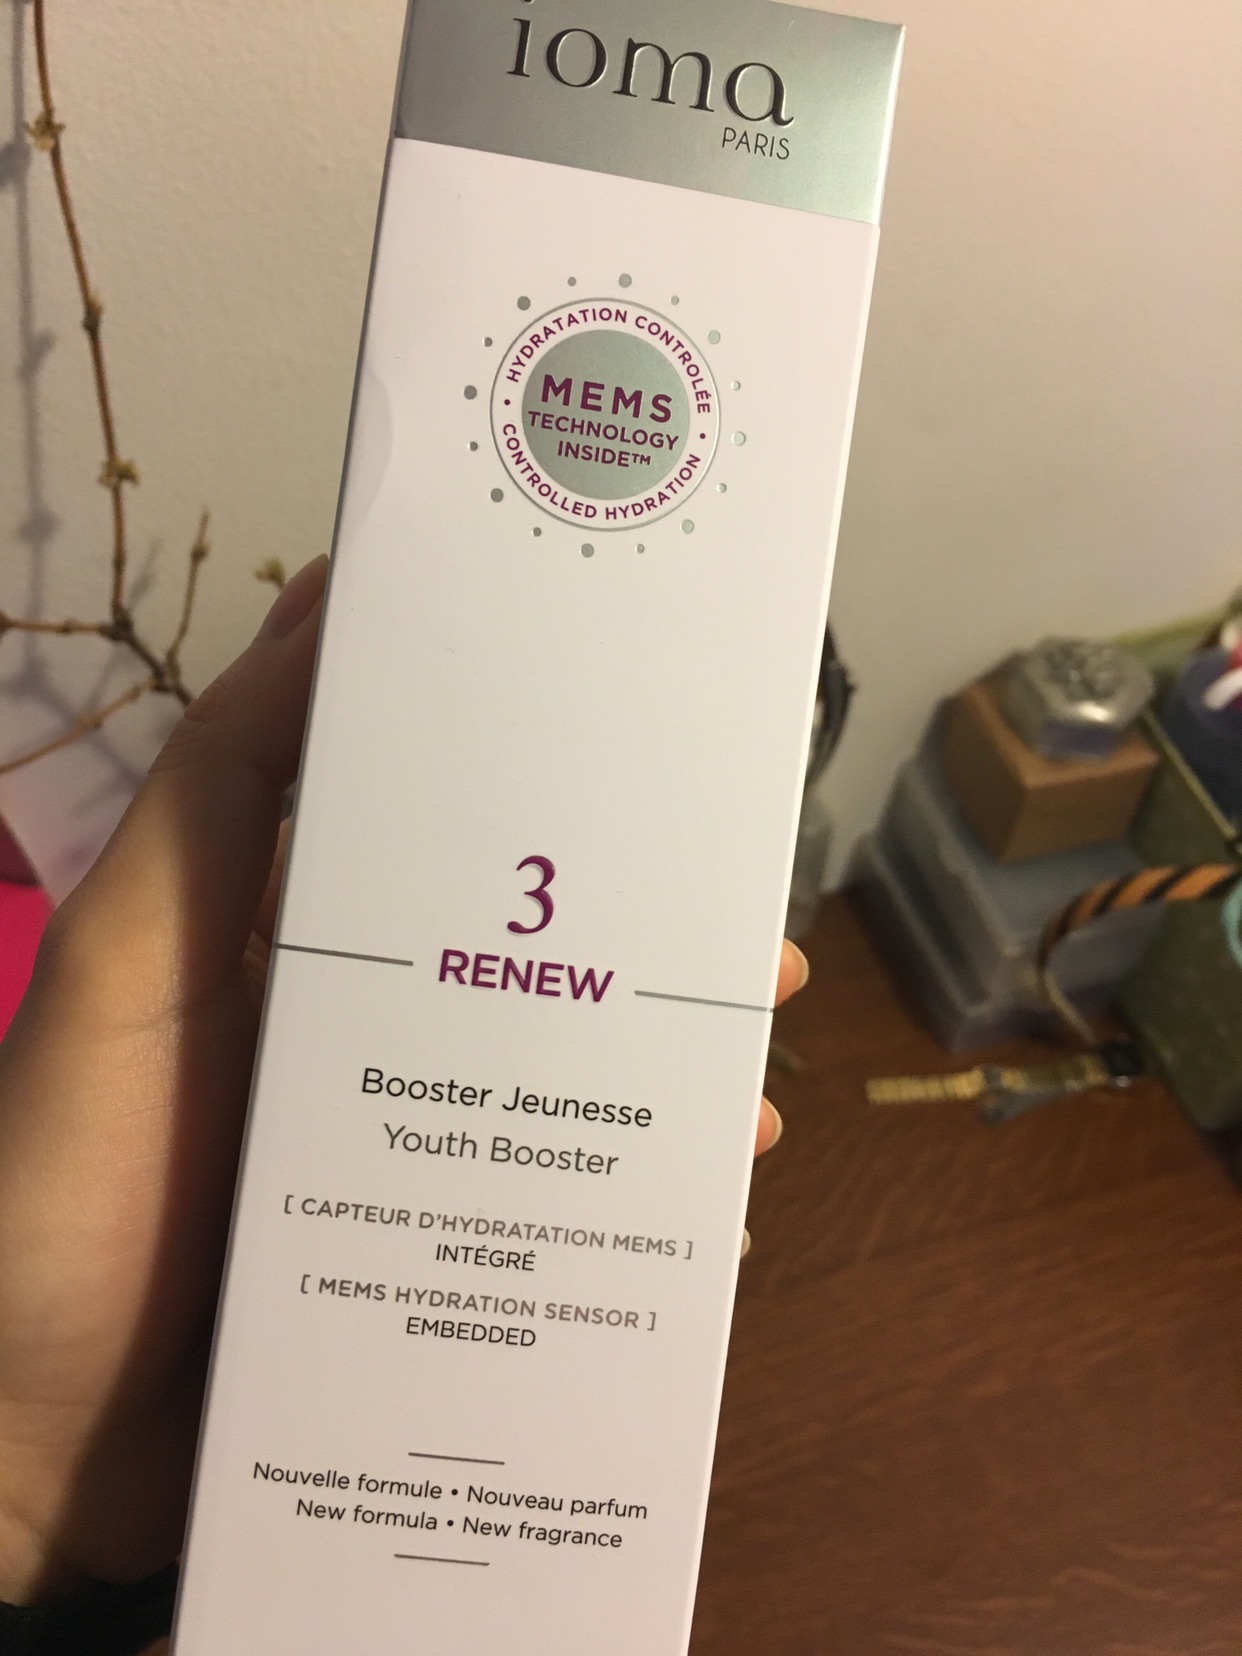 ioma
PARIS
HYDRATATION CONTRÔLÉE
MEMS
TECHNOLOGY
INSIDE™
CONTROLLED HYDRATION
3
RENEW
Booster Jeunesse
Youth Booster
[ CAPTEUR D'HYDRATATION MEMS ]
INTÉGRÉ
[ MEMS HYDRATION SENSOR ]
EMBEDDED
Nouvelle formule • Nouveau parfum
New formula • New fragrance